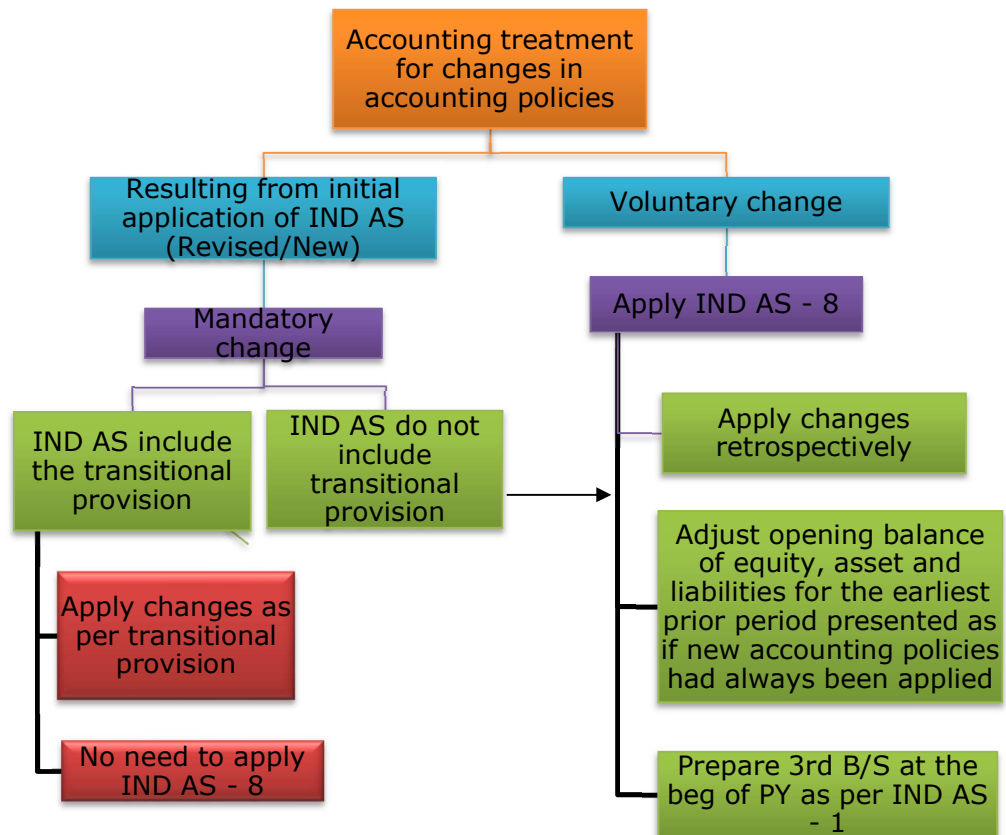 Accounting treatment
for changes in
accounting policies
Resulting from initial
application of IND AS
(Revised/New)
Voluntary change
Mandatory
change
Apply IND AS - 8
IND AS include
the transitional
provision
IND AS do not
include
transitional
provision
Apply changes
retrospectively
Apply changes as
per transitional
provision
Adjust opening balance
of equity, asset and
liabilities for the earliest
prior period presented as
if new accounting policies
had always been applied
No need to apply
IND AS - 8
Prepare 3rd B/S at the
beg of PY as per IND AS
- 1